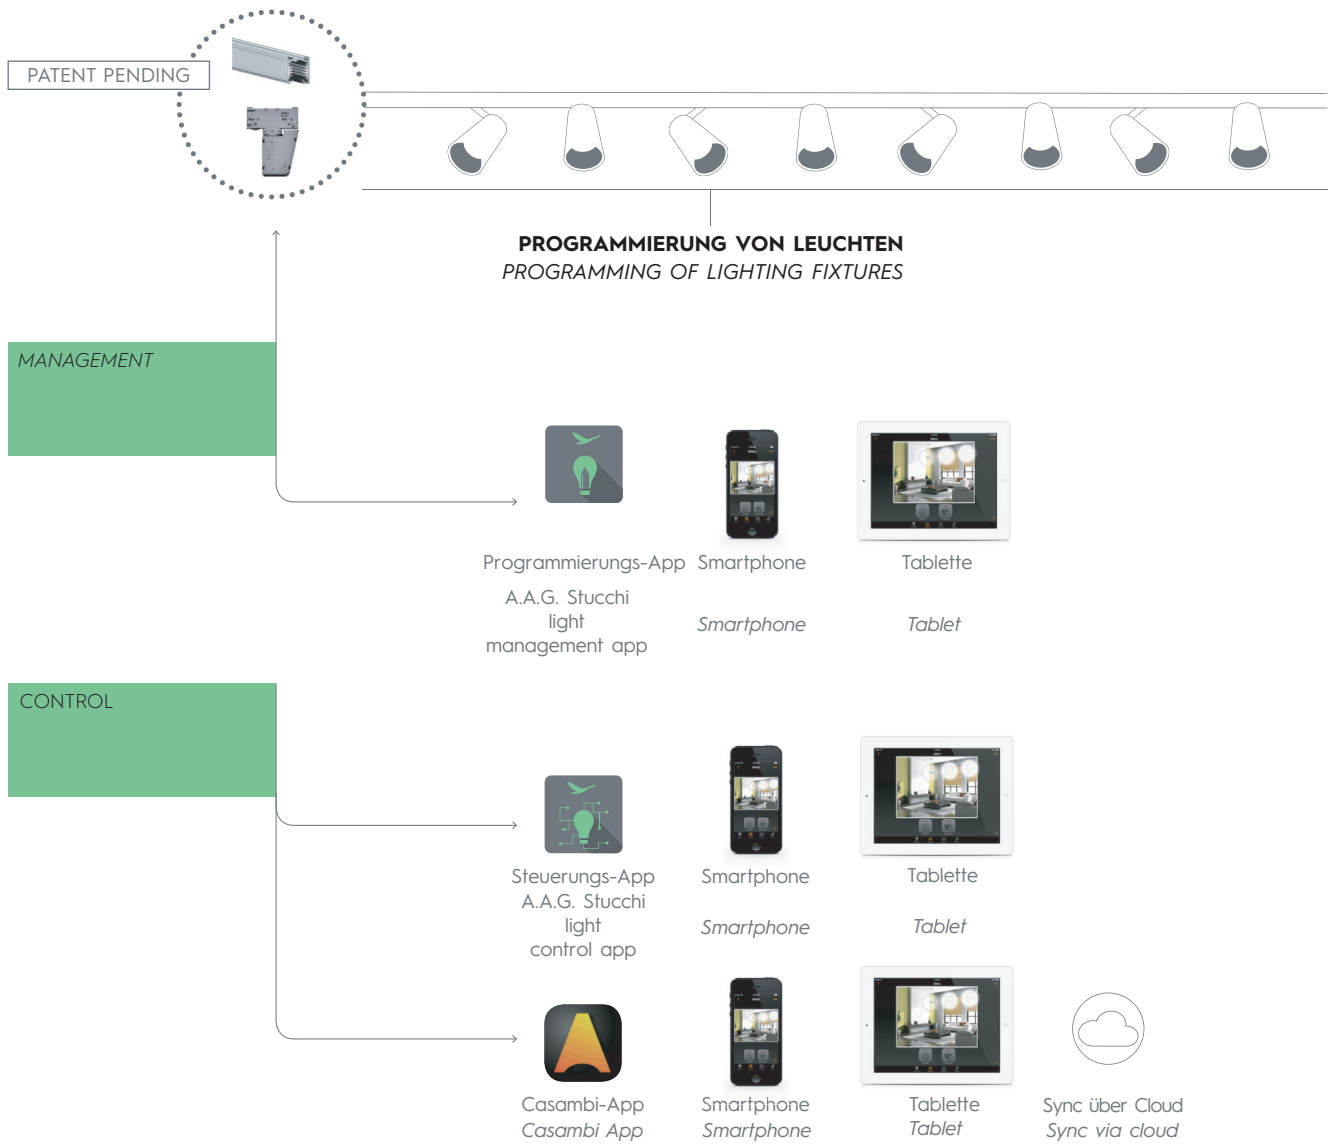 PATENT PENDING
PROGRAMMIERUNG VON LEUCHTEN
PROGRAMMING OF LIGHTING FIXTURES
MANAGEMENT
Programmierungs-App
A.A.G. Stucchi
light
management app
Smartphone
Smartphone
Tablette
Tablet
CONTROL
Steuerungs-App
A.A.G. Stucchi
light
control app
Smartphone
Smartphone
Tablette
Tablet
Casambi-App
Casambi App
Smartphone
Smartphone
Tablette
Tablet
Sync über Cloud
Sync via cloud